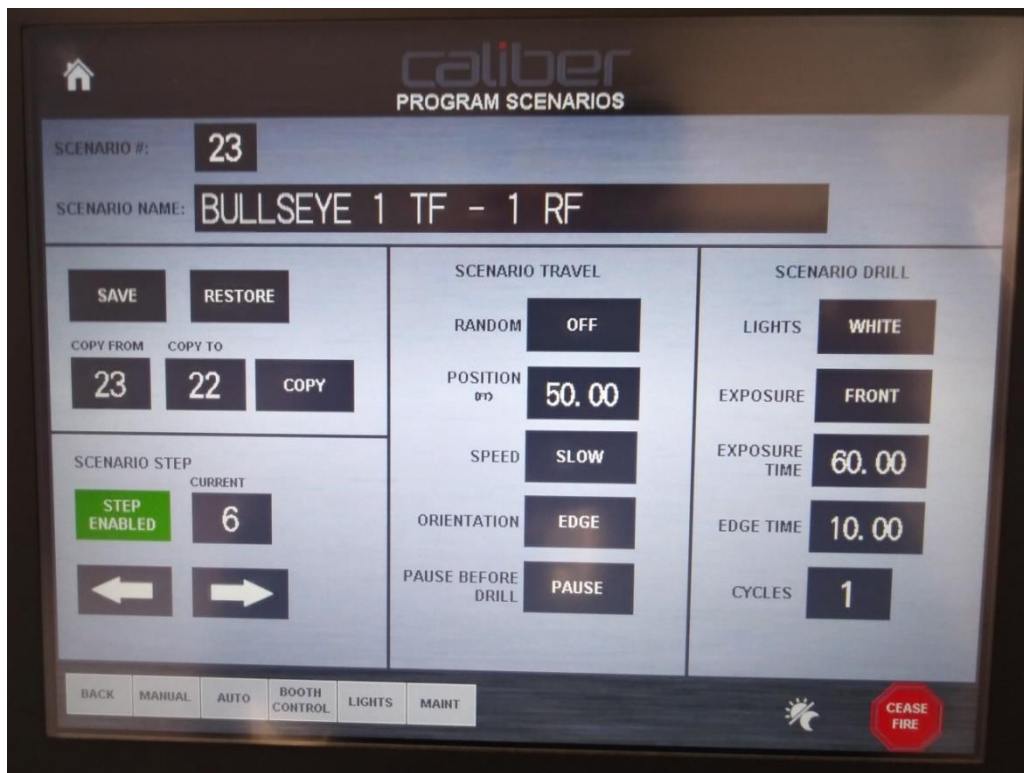 caliber
PROGRAM SCENARIOS
SCENARIO #: 23
SCENARIO NAME: BULLSEYE 1 TF - 1 RF
SAVE RESTORE
COPY FROM COPY TO
23 22 COPY
SCENARIO STEP
CURRENT
STEP ENABLED 6
SCENARIO TRAVEL
RANDOM OFF
POSITION 50.00
SPEED SLOW
ORIENTATION EDGE
PAUSE BEFORE DRILL PAUSE
SCENARIO DRILL
LIGHTS WHITE
EXPOSURE FRONT
EXPOSURE TIME 60.00
EDGE TIME 10.00
CYCLES 1
BACK MANUAL AUTO BOOTH CONTROL LIGHTS MAINT
CEASE FIRE